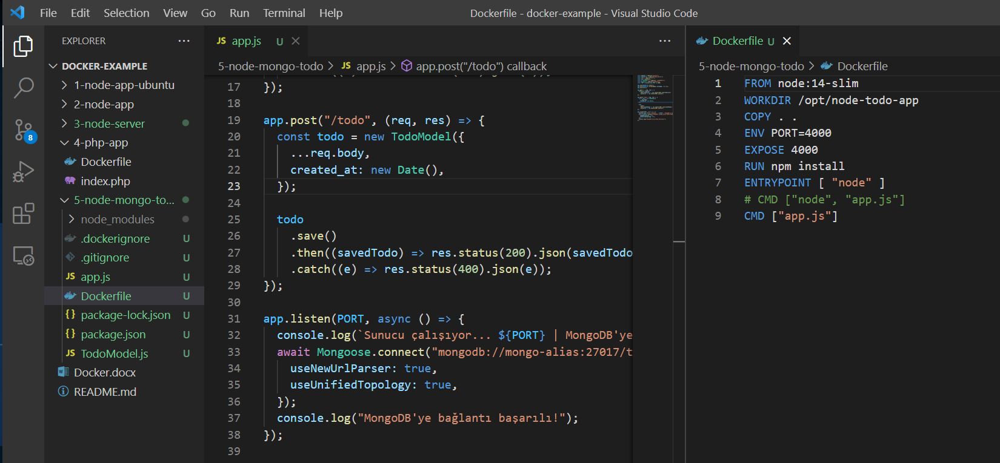 File Edit Selection View Go Run Terminal Help
Dockerfile - docker-example - Visual Studio Code
EXPLORER ...
DOCKER-EXAMPLE
1-node-app-ubuntu
2-node-app
3-node-server
4-php-app
Dockerfile
index.php
5-node-mongo-to...
node_modules
.dockerignore U
.gitignore U
JS app.js U
Dockerfile U
{} package-lock.json U
{} package.json U
JS TodoModel.js U
Docker.docx
README.md
8
JS app.js U
5-node-mongo-todo > JS app.js > app.post("/todo") callback
17 });
18
19 app.post("/todo", (req, res) => {
20 const todo = new TodoModel({
21 ...req.body,
22 created_at: new Date(),
23 });
24
25 todo
26 .save()
27 .then((savedTodo) => res.status(200).json(savedTodo
28 .catch((e) => res.status(400).json(e));
29 });
30
31 app.listen(PORT, async () => {
32 console.log(`Sunucu çalışıyor... ${PORT} | MongoDB'ye
33 await Mongoose.connect("mongodb://mongo-alias:27017/t
34 useNewUrlParser: true,
35 useUnifiedTopology: true,
36 });
37 console.log("MongoDB'ye bağlantı başarılı!");
38 });
39
Dockerfile U
5-node-mongo-todo > Dockerfile
1 FROM node:14-slim
2 WORKDIR /opt/node-todo-app
3 COPY . .
4 ENV PORT=4000
5 EXPOSE 4000
6 RUN npm install
7 ENTRYPOINT [ "node" ]
8 # CMD ["node", "app.js"]
9 CMD ["app.js"]